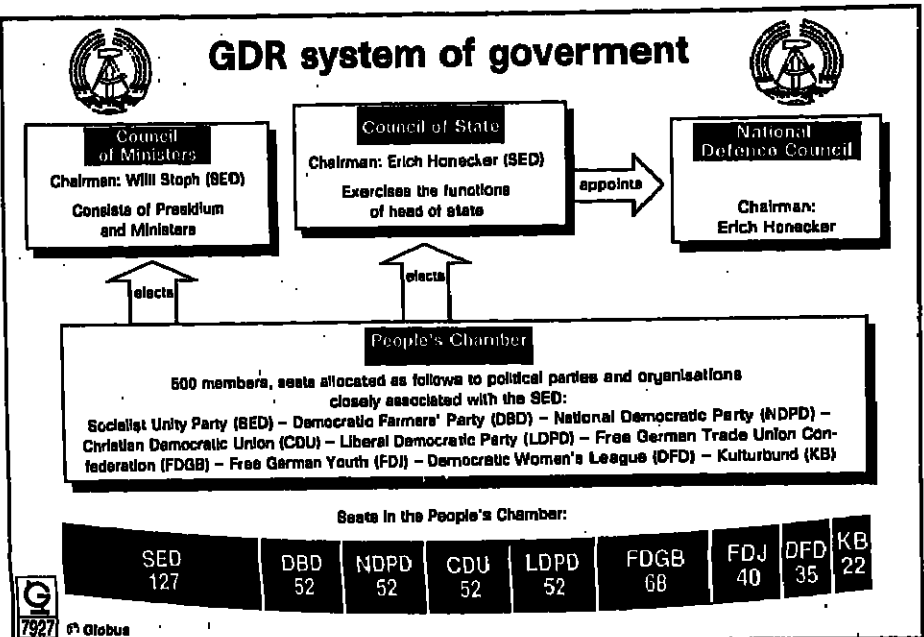 GDR system of goverment
Council
of Ministers
Chairman: Willi Stoph (SED)
Consists of Presidium
and Ministers
Council of State
Chairman: Erich Honecker (SED)
Exercises the functions
of head of state
appoints
National
Defence Council
Chairman:
Erich Honecker
elects
elects
People's Chamber
500 members, seats allocated as follows to political parties and organisations
closely associated with the SED:
Socialist Unity Party (SED) – Democratic Farmers' Party (DBD) – National Democratic Party (NDPD) –
Christian Democratic Union (CDU) – Liberal Democratic Party (LDPD) – Free German Trade Union Con-
federation (FDGB) – Free German Youth (FDJ) – Democratic Women's League (DFD) – Kulturbund (KB)
Seats in the People's Chamber:
SED 127
DBD 52
NDPD 52
CDU 52
LDPD 52
FDGB 68
FDJ 40
DFD 35
KB 22
G
7927 © Globus